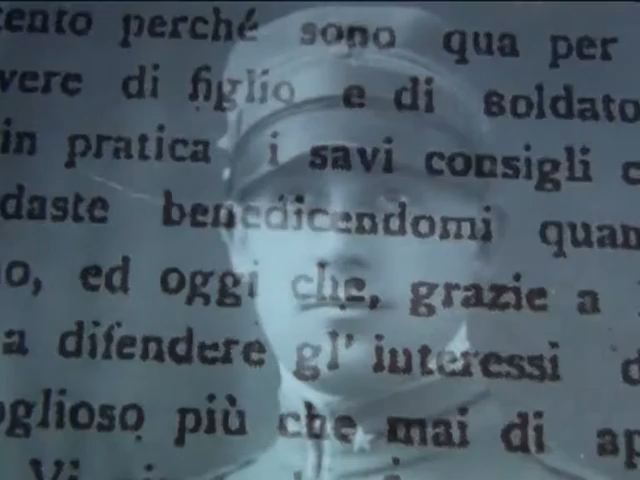 tento perché sono qua per
vere di figlio e di soldato
in pratica i savi consigli
daste benedicendomi quan
o, ed oggi che, grazie a
a difendere gl' interessi d
oglioso più che mai di ap
Vi